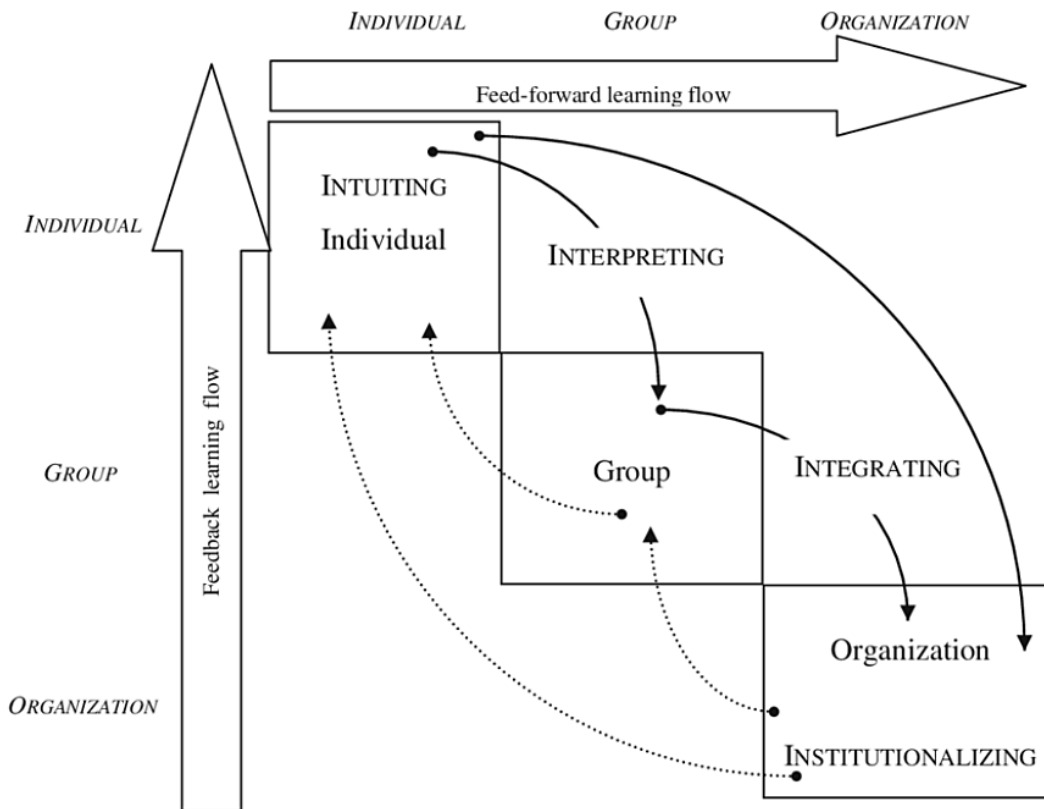 INDIVIDUAL GROUP ORGANIZATION
Feed-forward learning flow
INTUITING
Individual
INDIVIDUAL
INTERPRETING
Feedback learning flow
GROUP
Group
INTEGRATING
Organization
ORGANIZATION
INSTITUTIONALIZING